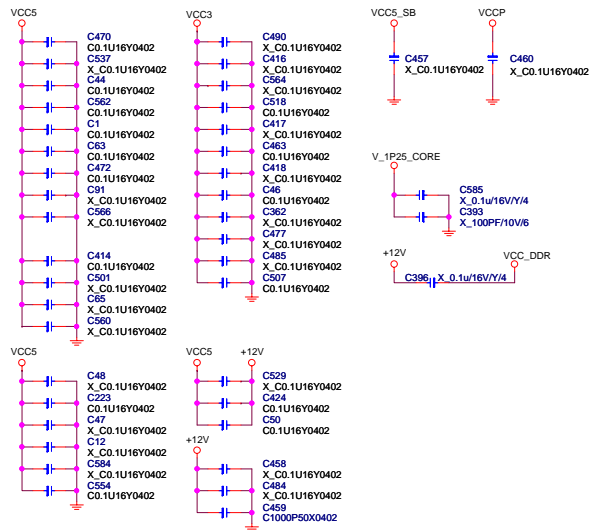 VCC5
C470
C0.1U16Y0402
C537
X_C0.1U16Y0402
C44
X_C0.1U16Y0402
C562
C0.1U16Y0402
C1
C0.1U16Y0402
C63
C0.1U16Y0402
C472
C0.1U16Y0402
C91
X_C0.1U16Y0402
C566
X_C0.1U16Y0402
C414
C0.1U16Y0402
C501
X_C0.1U16Y0402
C65
X_C0.1U16Y0402
C560
X_C0.1U16Y0402
VCC3
C490
X_C0.1U16Y0402
C416
X_C0.1U16Y0402
C564
X_C0.1U16Y0402
C518
C0.1U16Y0402
C417
X_C0.1U16Y0402
C463
C0.1U16Y0402
C418
X_C0.1U16Y0402
C46
C0.1U16Y0402
C362
X_C0.1U16Y0402
C477
X_C0.1U16Y0402
C485
X_C0.1U16Y0402
C507
C0.1U16Y0402
VCC5_SB
C457
X_C0.1U16Y0402
VCCP
C460
X_C0.1U16Y0402
V_1P25_CORE
C585
X_0.1u/16V/Y/4
C393
X_100PF/10V/6
+12V
VCC_DDR
C396 X_0.1u/16V/Y/4
VCC5
C48
X_C0.1U16Y0402
C223
C0.1U16Y0402
C47
X_C0.1U16Y0402
C12
X_C0.1U16Y0402
C584
X_C0.1U16Y0402
C554
C0.1U16Y0402
VCC5
+12V
C529
X_C0.1U16Y0402
C424
C0.1U16Y0402
C50
C0.1U16Y0402
+12V
C458
X_C0.1U16Y0402
C484
X_C0.1U16Y0402
C459
C1000P50X0402